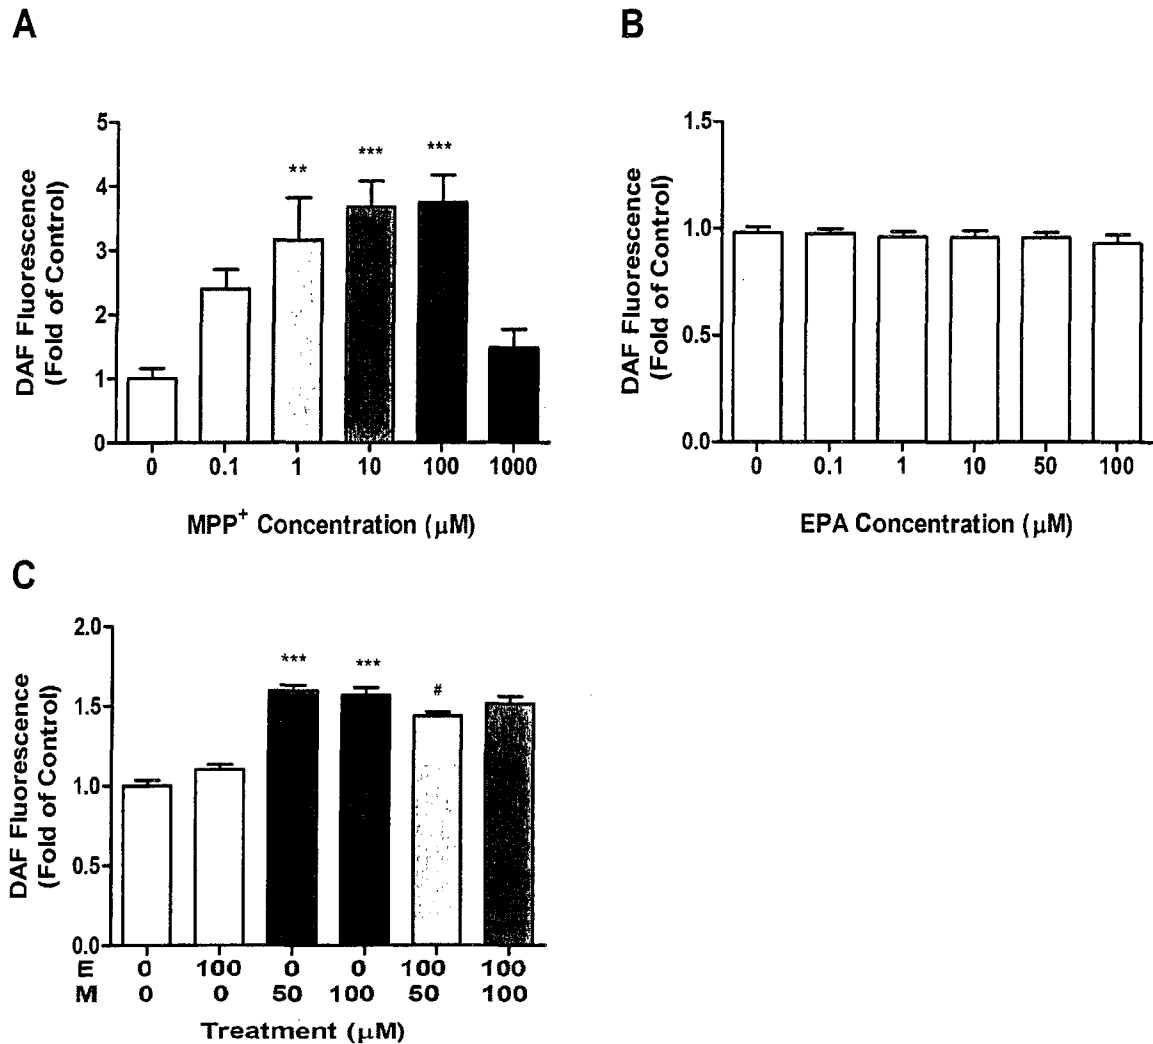 A
DAF Fluorescence
(Fold of Control)
5
4
3
2
1
0
**
***
***
0 0.1 1 10 100 1000
MPP+ Concentration (µM)
B
DAF Fluorescence
(Fold of Control)
1.5
1.0
0.5
0.0
0 0.1 1 10 50 100
EPA Concentration (µM)
C
DAF Fluorescence
(Fold of Control)
2.0
1.5
1.0
0.5
0.0
***
***
#
E 0 100 0 0 100 100
M 0 0 50 100 50 100
Treatment (µM)